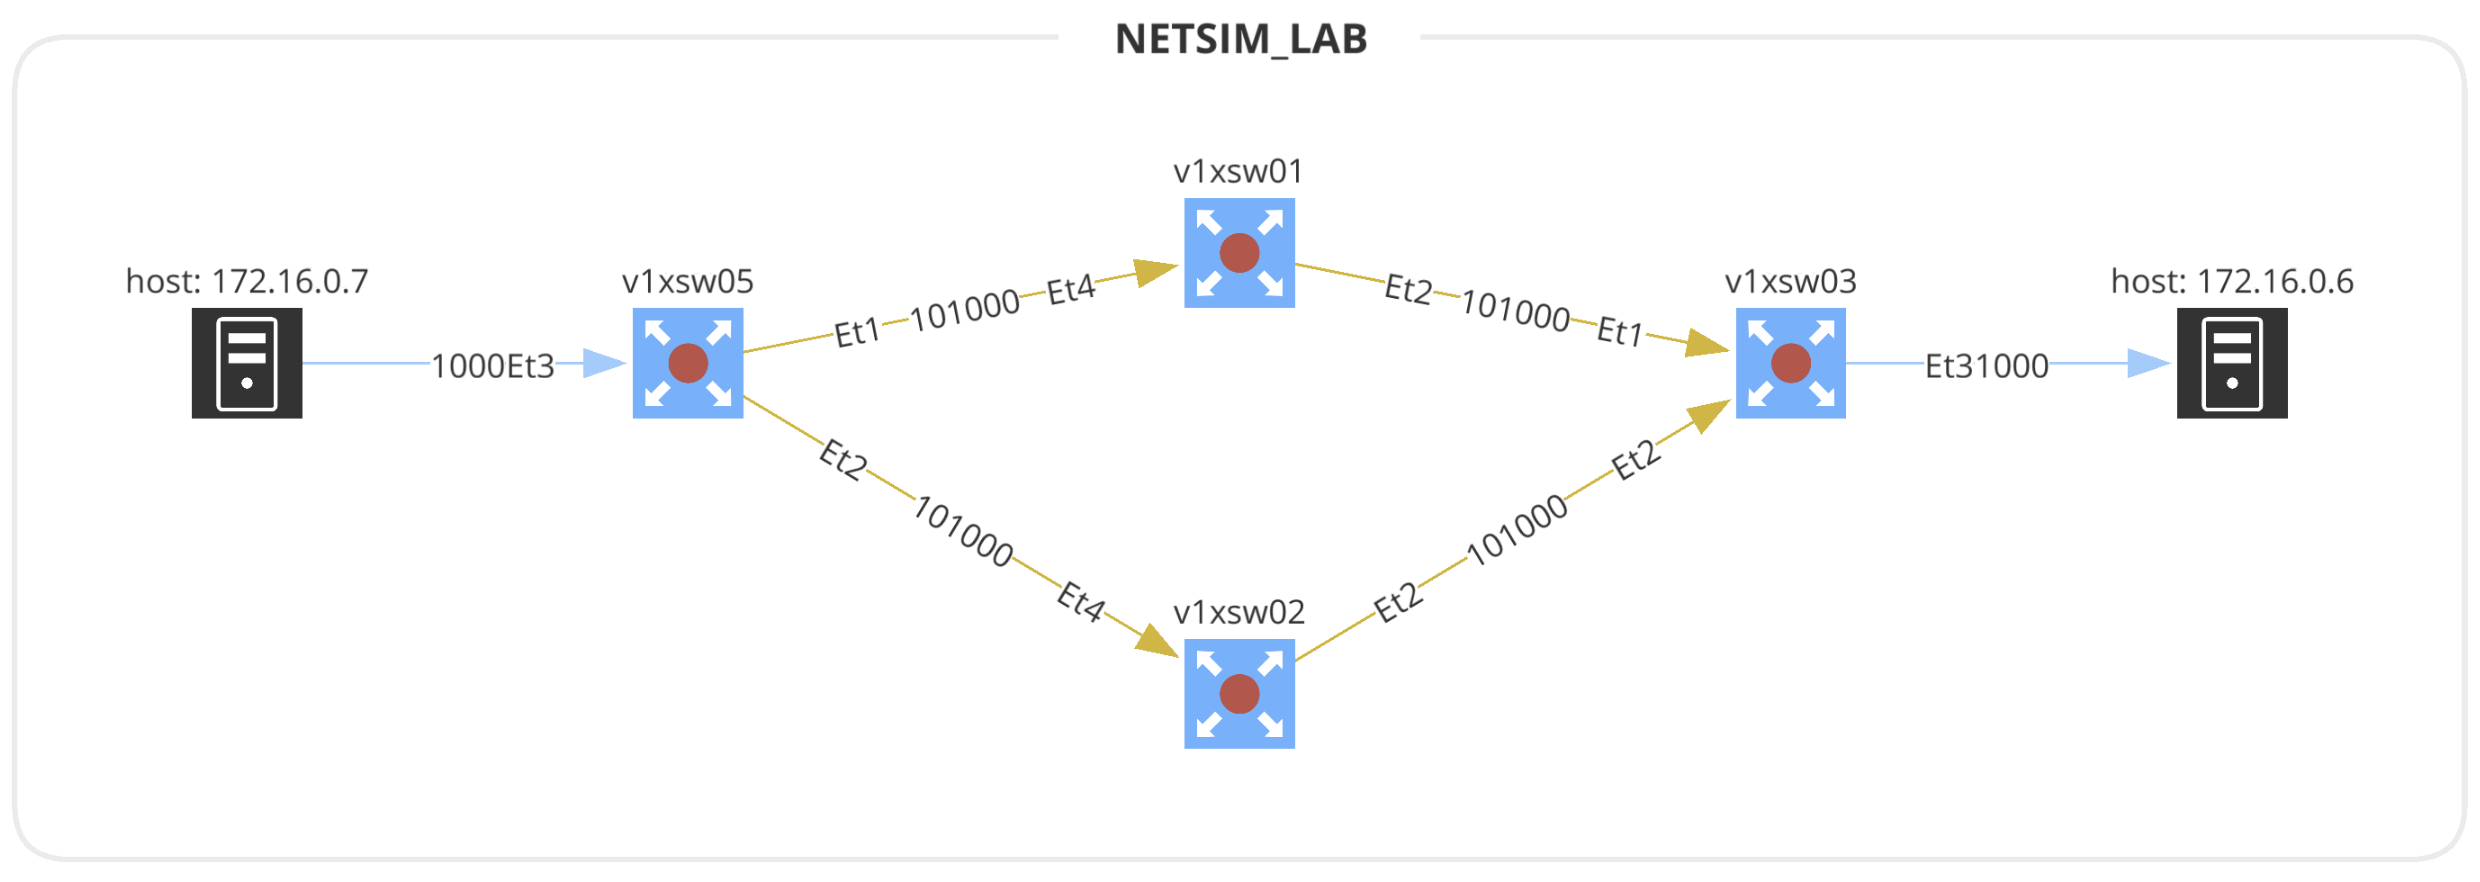 NETSIM_LAB
v1xsw01
host: 172.16.0.7
v1xsw05
v1xsw03
host: 172.16.0.6
Et1 101000 Et4
Et2 101000 Et1
1000Et3
Et31000
Et2 101000 Et4
Et2 101000 Et2
v1xsw02